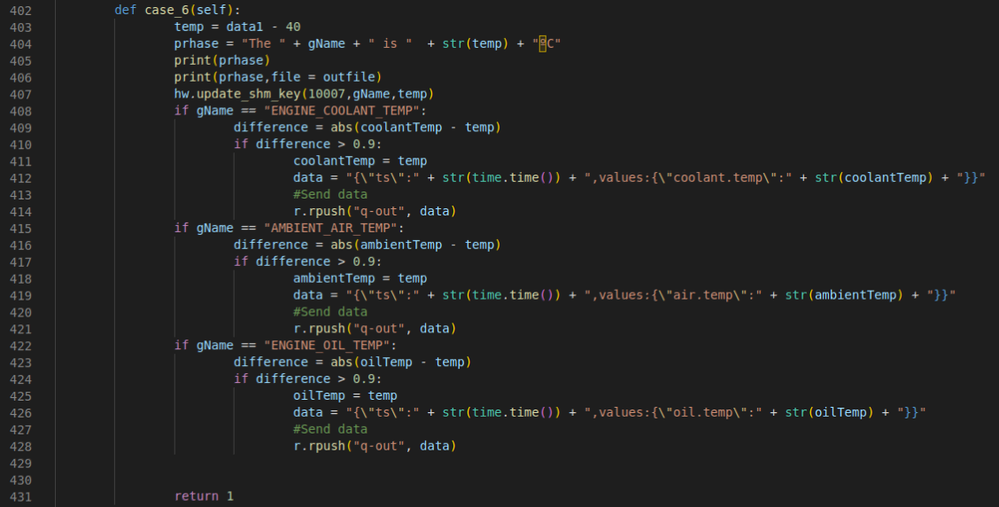 402 def case_6(self):
403 temp = data1 - 40
404 prhase = "The " + gName + " is "  + str(temp) + "ºC"
405 print(prhase)
406 print(prhase,file = outfile)
407 hw.update_shm_key(10007,gName,temp)
408 if gName == "ENGINE_COOLANT_TEMP":
409 difference = abs(coolantTemp - temp)
410 if difference > 0.9:
411 coolantTemp = temp
412 data = "{\"ts\":" + str(time.time()) + ",values:{\"coolant.temp\":" + str(coolantTemp) + "}}"
413 #Send data
414 r.rpush("q-out", data)
415 if gName == "AMBIENT_AIR_TEMP":
416 difference = abs(ambientTemp - temp)
417 if difference > 0.9:
418 ambientTemp = temp
419 data = "{\"ts\":" + str(time.time()) + ",values:{\"air.temp\":" + str(ambientTemp) + "}}"
420 #Send data
421 r.rpush("q-out", data)
422 if gName == "ENGINE_OIL_TEMP":
423 difference = abs(oilTemp - temp)
424 if difference > 0.9:
425 oilTemp = temp
426 data = "{\"ts\":" + str(time.time()) + ",values:{\"oil.temp\":" + str(oilTemp) + "}}"
427 #Send data
428 r.rpush("q-out", data)
429
430
431 return 1